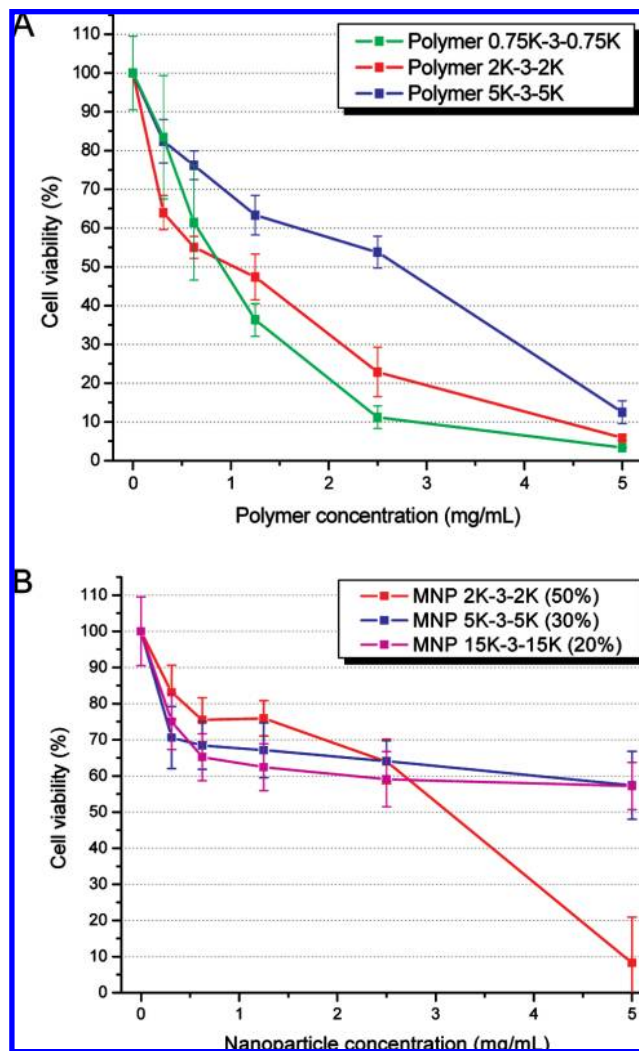 A
Polymer 0.75K-3-0.75K
Polymer 2K-3-2K
Polymer 5K-3-5K
110
100
90
80
70
60
50
40
30
20
10
0
Cell viability (%)
0 1 2 3 4 5
Polymer concentration (mg/mL)
B
MNP 2K-3-2K (50%)
MNP 5K-3-5K (30%)
MNP 15K-3-15K (20%)
110
100
90
80
70
60
50
40
30
20
10
0
Cell viability (%)
0 1 2 3 4 5
Nanoparticle concentration (mg/mL)